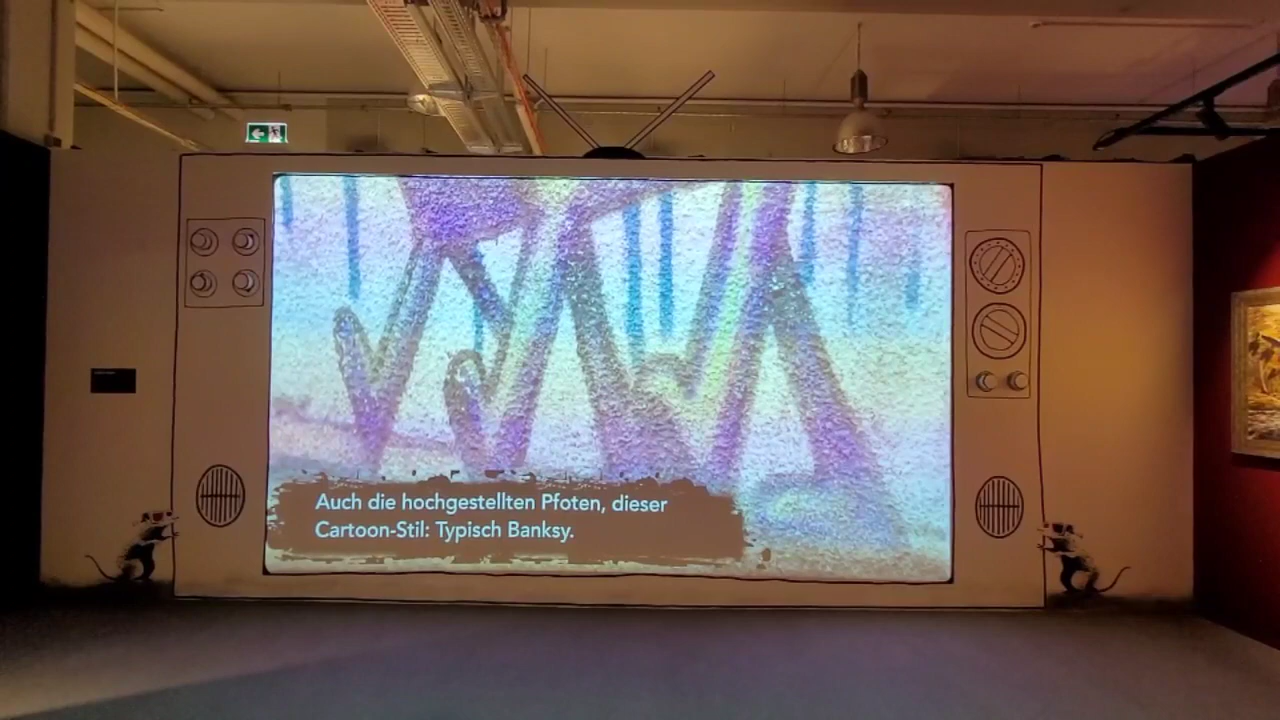 Auch die hochgestellten Pfoten, dieser
Cartoon-Stil: Typisch Banksy.